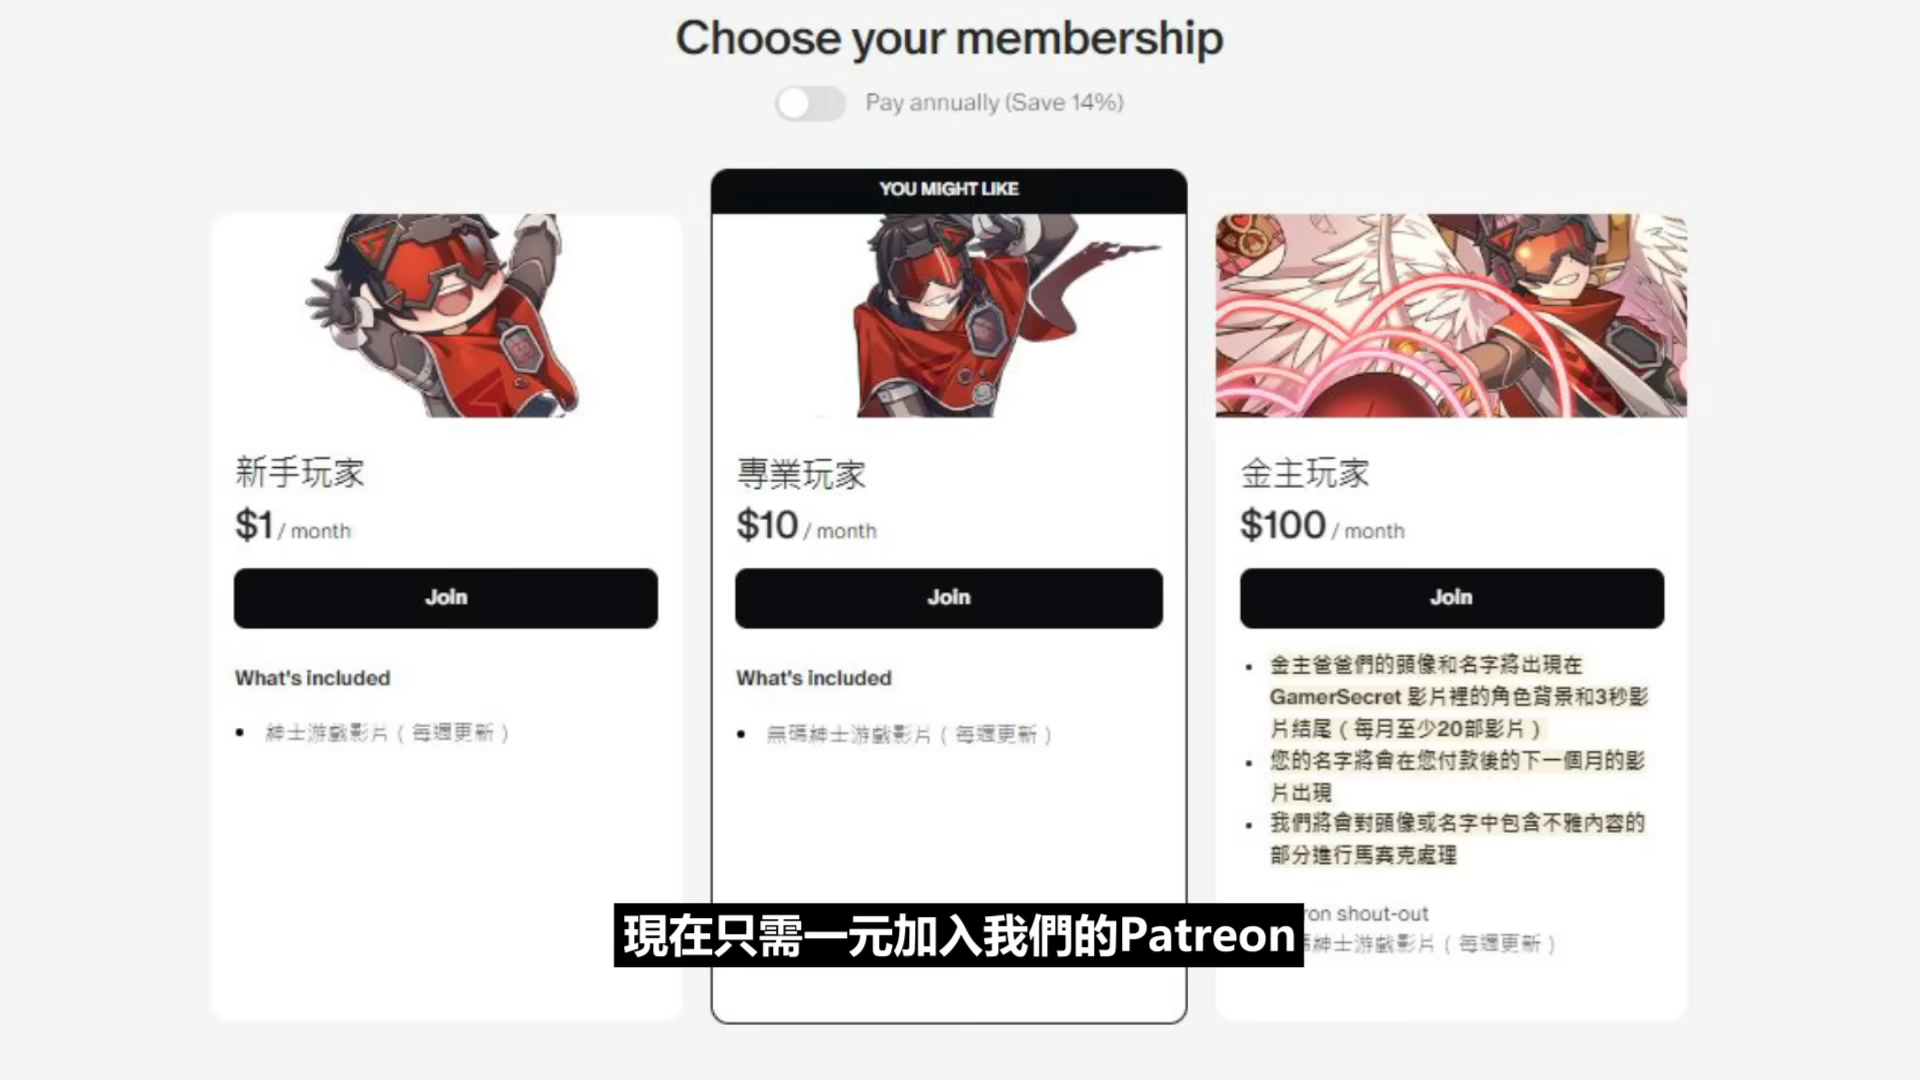 Choose your membership
Pay annually (Save 14%)
YOU MIGHT LIKE
新手玩家
$1 / month
Join
What's included
紳士游戲影片（每週更新）
專業玩家
$10 / month
Join
What's included
無碼紳士游戲影片（每週更新）
金主玩家
$100 / month
Join
金主爸爸們的頭像和名字將出現在
GamerSecret 影片裡的角色背景和3秒影
片结尾（每月至少20部影片）
您的名字將會在您付款後的下一個月的影
片出現
我們將會對頭像或名字中包含不雅內容的
部分進行馬賽克處理
shout-out
紳士游戲影片（每週更新）
現在只需一元加入我們的Patreon